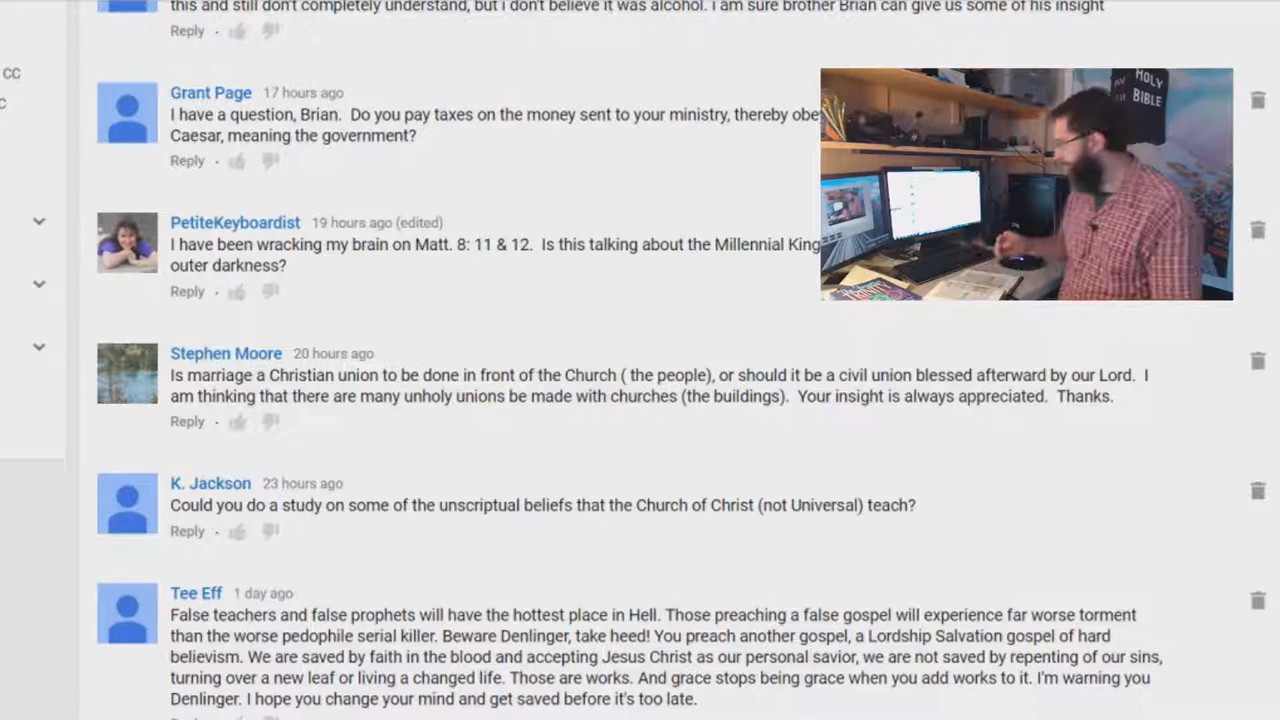 this and still don't completely understand, but i don't believe it was alcohol. i am sure brother Brian can give us some of his insight
Reply
CC
Grant Page 17 hours ago
I have a question, Brian. Do you pay taxes on the money sent to your ministry, thereby obe
Caesar, meaning the government?
Reply
HOLY
BIBLE
AV
PetiteKeyboardist 19 hours ago (edited)
I have been wracking my brain on Matt. 8: 11 & 12. Is this talking about the Millennial King
outer darkness?
Reply
TRINITY
Stephen Moore 20 hours ago
Is marriage a Christian union to be done in front of the Church ( the people), or should it be a civil union blessed afterward by our Lord. I
am thinking that there are many unholy unions be made with churches (the buildings). Your insight is always appreciated. Thanks.
Reply
K. Jackson 23 hours ago
Could you do a study on some of the unscriptual beliefs that the Church of Christ (not Universal) teach?
Reply
Tee Eff 1 day ago
False teachers and false prophets will have the hottest place in Hell. Those preaching a false gospel will experience far worse torment
than the worse pedophile serial killer. Beware Denlinger, take heed! You preach another gospel, a Lordship Salvation gospel of hard
believism. We are saved by faith in the blood and accepting Jesus Christ as our personal savior, we are not saved by repenting of our sins,
turning over a new leaf or living a changed life. Those are works. And grace stops being grace when you add works to it. I'm warning you
Denlinger. I hope you change your mind and get saved before it's too late.